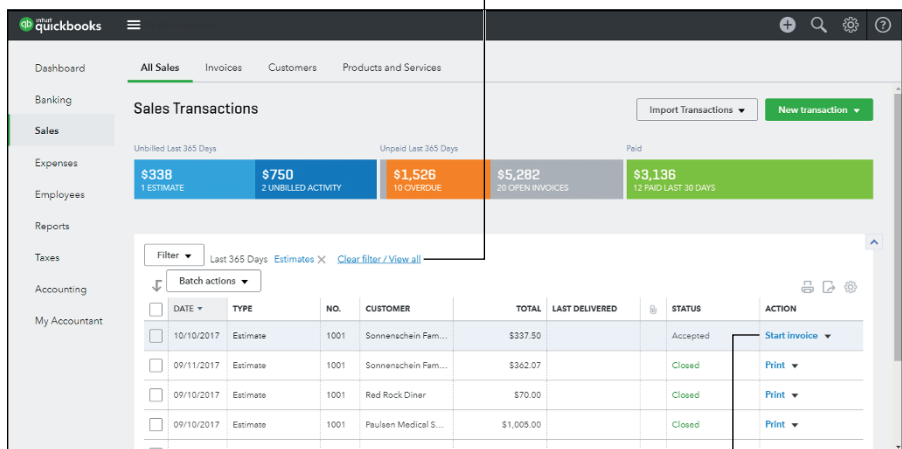 intuit
qb quickbooks
Dashboard
Banking
Sales
Expenses
Employees
Reports
Taxes
Accounting
My Accountant
All Sales Invoices Customers Products and Services
Sales Transactions
Import Transactions New transaction
Unbilled Last 365 Days Unpaid Last 365 Days Paid
$338 $750 $1,526 $5,282 $3,136
1 ESTIMATE 2 UNBILLED ACTIVITY 10 OVERDUE 20 OPEN INVOICES 12 PAID LAST 30 DAYS
Filter Last 365 Days Estimates Clear filter / View all
Batch actions
DATE TYPE NO. CUSTOMER TOTAL LAST DELIVERED STATUS ACTION
10/10/2017 Estimate 1001 Sonnenschein Fam... $337.50 Accepted Start invoice
09/11/2017 Estimate 1001 Sonnenschein Fam... $362.07 Closed Print
09/10/2017 Estimate 1001 Red Rock Diner $70.00 Closed Print
09/10/2017 Estimate 1001 Paulsen Medical S... $1,005.00 Closed Print